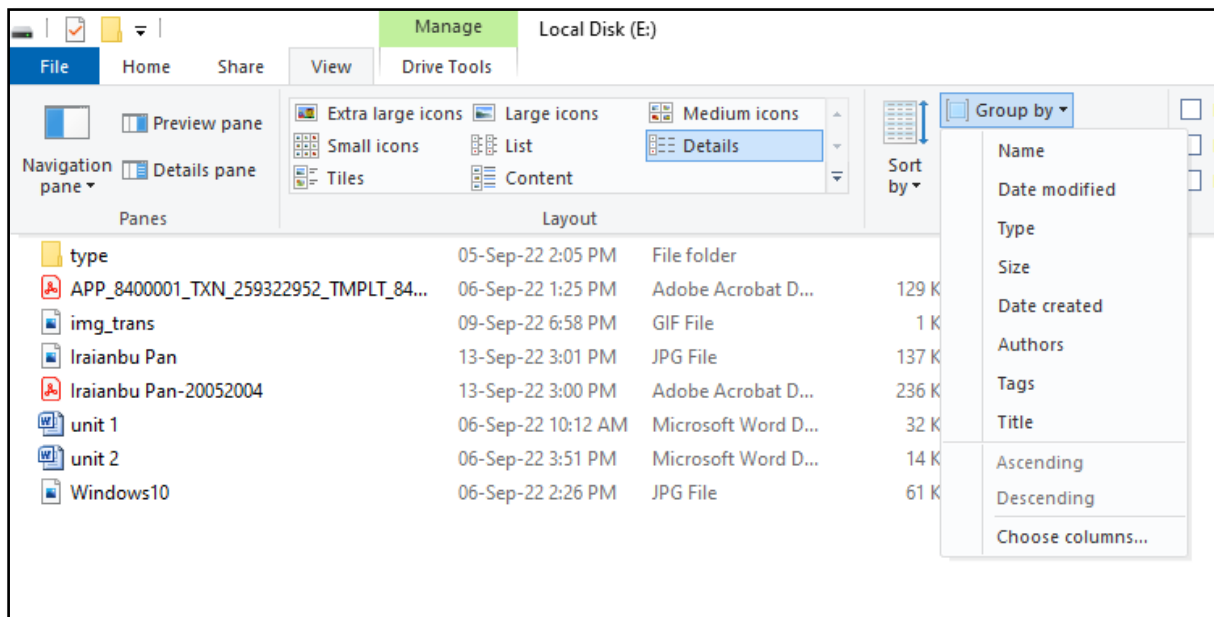 Manage Local Disk (E:)
File Home Share View Drive Tools
Navigation pane
Preview pane
Details pane
Panes
Extra large icons Large icons Medium icons
Small icons List Details
Tiles Content
Layout
Sort by
Group by
Name
Date modified
Type
Size
Date created
Authors
Tags
Title
Ascending
Descending
Choose columns...
type 05-Sep-22 2:05 PM File folder
APP_8400001_TXN_259322952_TMPLT_84... 06-Sep-22 1:25 PM Adobe Acrobat D... 129 K
img_trans 09-Sep-22 6:58 PM GIF File 1 K
Iraianbu Pan 13-Sep-22 3:01 PM JPG File 137 K
Iraianbu Pan-20052004 13-Sep-22 3:00 PM Adobe Acrobat D... 236 K
unit 1 06-Sep-22 10:12 AM Microsoft Word D... 32 K
unit 2 06-Sep-22 3:51 PM Microsoft Word D... 14 K
Windows10 06-Sep-22 2:26 PM JPG File 61 K